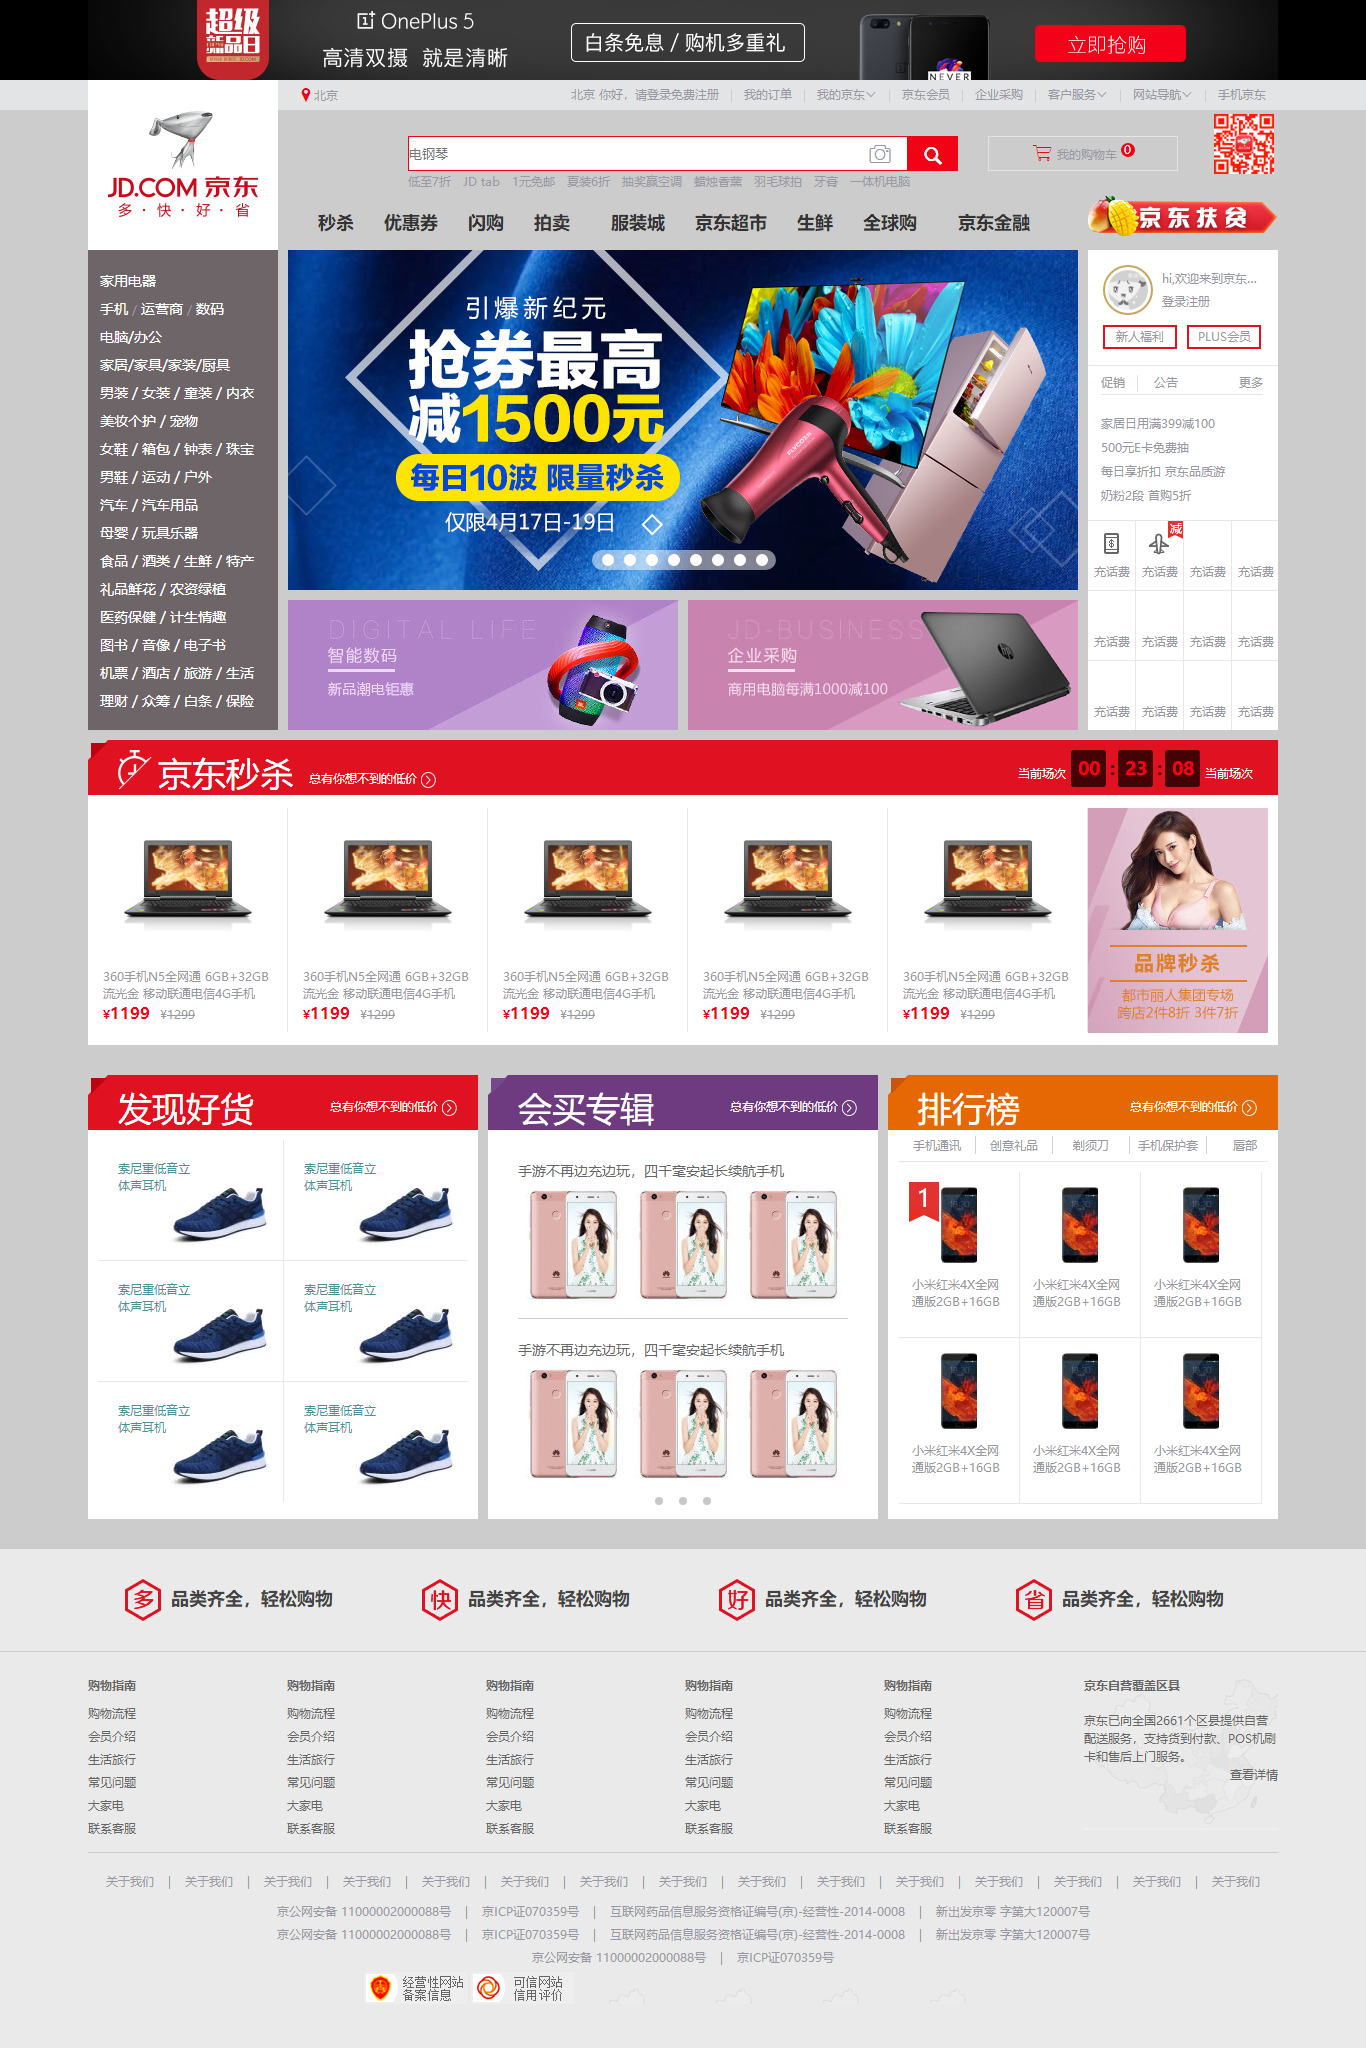 超级
新品日
OnePlus 5
高清双摄 就是清晰
白条免息 / 购机多重礼
NEVER
立即抢购
北京
北京 你好，请登录免费注册
我的订单
我的京东
京东会员
企业采购
客户服务
网站导航
手机京东
JD.COM 京东
多·快·好·省
电钢琴
我的购物车 0
低至7折 JD tab 1元免邮 夏装6折 抽奖赢空调 蜡烛香薰 羽毛球拍 牙膏 一体机电脑
秒杀 优惠券 闪购 拍卖 服装城 京东超市 生鲜 全球购 京东金融
京东扶贫
家用电器
手机 / 运营商 / 数码
电脑/办公
家居/家具/家装/厨具
男装 / 女装 / 童装 / 内衣
美妆个护 / 宠物
女鞋 / 箱包 / 钟表 / 珠宝
男鞋 / 运动 / 户外
汽车 / 汽车用品
母婴 / 玩具乐器
食品 / 酒类 / 生鲜 / 特产
礼品鲜花 / 农资绿植
医药保健 / 计生情趣
图书 / 音像 / 电子书
机票 / 酒店 / 旅游 / 生活
理财 / 众筹 / 白条 / 保险
引爆新纪元
抢券最高
减1500元
每日10波 限量秒杀
仅限4月17日-19日
FLYCO
DIGITAL LIFE
智能数码
新品潮电钜惠
JD-BUSINESS
企业采购
商用电脑每满1000减100
hi,欢迎来到京东...
登录注册
新人福利 PLUS会员
促销 公告 更多
家居日用满399减100
500元E卡免费抽
每日享折扣 京东品质游
奶粉2段 首购5折
减
充话费 充话费 充话费 充话费
充话费 充话费 充话费 充话费
充话费 充话费 充话费 充话费
京东秒杀 总有你想不到的低价
当前场次 00 : 23 : 08 当前场次
360手机N5全网通 6GB+32GB
流光金 移动联通电信4G手机
¥1199 ¥1299
360手机N5全网通 6GB+32GB
流光金 移动联通电信4G手机
¥1199 ¥1299
360手机N5全网通 6GB+32GB
流光金 移动联通电信4G手机
¥1199 ¥1299
360手机N5全网通 6GB+32GB
流光金 移动联通电信4G手机
¥1199 ¥1299
360手机N5全网通 6GB+32GB
流光金 移动联通电信4G手机
¥1199 ¥1299
品牌秒杀
都市丽人集团专场
跨店2件8折 3件7折
发现好货 总有你想不到的低价
索尼重低音立
体声耳机
索尼重低音立
体声耳机
索尼重低音立
体声耳机
索尼重低音立
体声耳机
索尼重低音立
体声耳机
索尼重低音立
体声耳机
会买专辑 总有你想不到的低价
手游不再边充边玩，四千毫安起长续航手机
手游不再边充边玩，四千毫安起长续航手机
排行榜 总有你想不到的低价
手机通讯 创意礼品 剃须刀 手机保护套 唇部
1
小米红米4X全网
通版2GB+16GB
小米红米4X全网
通版2GB+16GB
小米红米4X全网
通版2GB+16GB
小米红米4X全网
通版2GB+16GB
小米红米4X全网
通版2GB+16GB
小米红米4X全网
通版2GB+16GB
多 品类齐全，轻松购物
快 品类齐全，轻松购物
好 品类齐全，轻松购物
省 品类齐全，轻松购物
购物指南
购物流程
会员介绍
生活旅行
常见问题
大家电
联系客服
购物指南
购物流程
会员介绍
生活旅行
常见问题
大家电
联系客服
购物指南
购物流程
会员介绍
生活旅行
常见问题
大家电
联系客服
购物指南
购物流程
会员介绍
生活旅行
常见问题
大家电
联系客服
购物指南
购物流程
会员介绍
生活旅行
常见问题
大家电
联系客服
京东自营覆盖区县
京东已向全国2661个区县提供自营
配送服务，支持货到付款、POS机刷
卡和售后上门服务。
查看详情
关于我们 | 关于我们 | 关于我们 | 关于我们 | 关于我们 | 关于我们 | 关于我们 | 关于我们 | 关于我们 | 关于我们 | 关于我们 | 关于我们 | 关于我们 | 关于我们 | 关于我们
京公网安备 11000002000088号 | 京ICP证070359号 | 互联网药品信息服务资格证编号(京)-经营性-2014-0008 | 新出发京零 字第大120007号
京公网安备 11000002000088号 | 京ICP证070359号 | 互联网药品信息服务资格证编号(京)-经营性-2014-0008 | 新出发京零 字第大120007号
京公网安备 11000002000088号 | 京ICP证070359号
经营性网站
备案信息
可信网站
信用评价